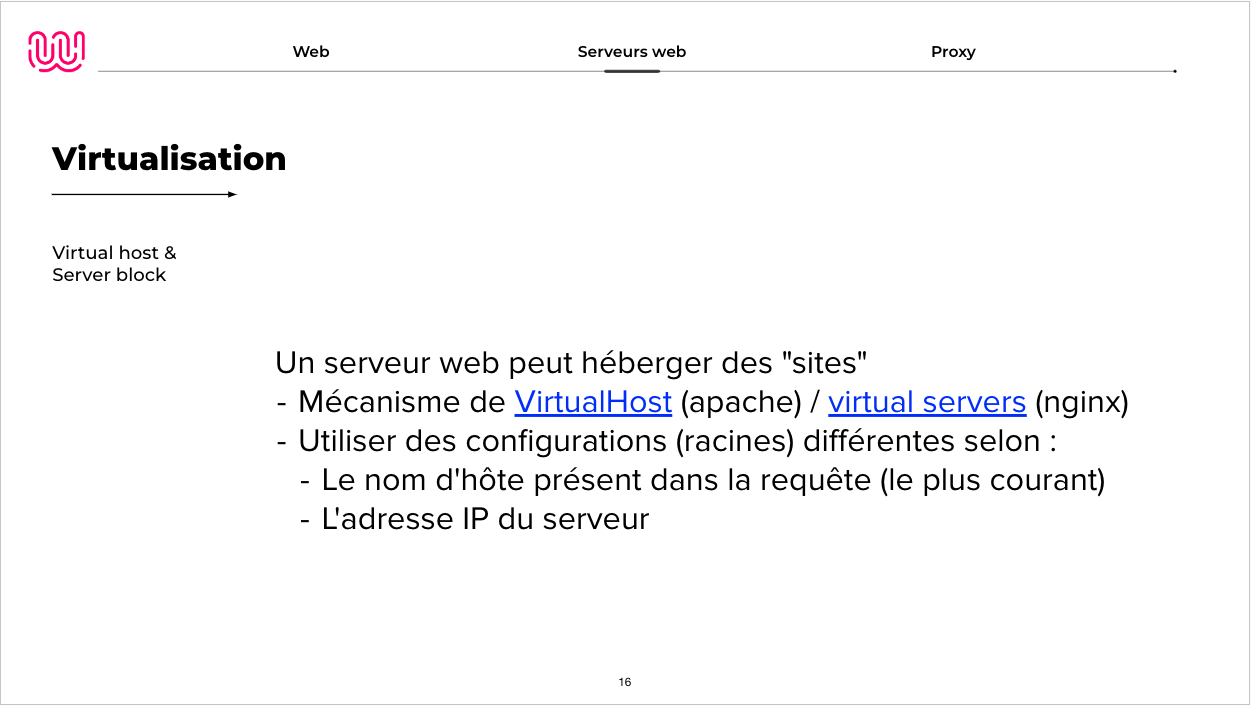 Web
Serveurs web
Proxy
Virtualisation
Virtual host &
Server block
Un serveur web peut héberger des "sites"
- Mécanisme de VirtualHost (apache) / virtual servers (nginx)
- Utiliser des configurations (racines) différentes selon :
- Le nom d'hôte présent dans la requête (le plus courant)
- L'adresse IP du serveur
16